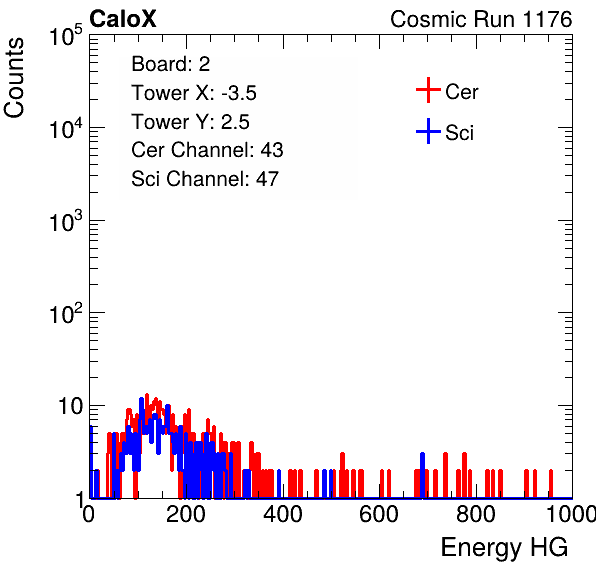 CaloX Cosmic Run 1176
Counts
Board: 2
Tower X: -3.5
Tower Y: 2.5
Cer Channel: 43
Sci Channel: 47
Cer
Sci
10^5
10^4
10^3
10^2
10
1
0 200 400 600 800 1000
Energy HG